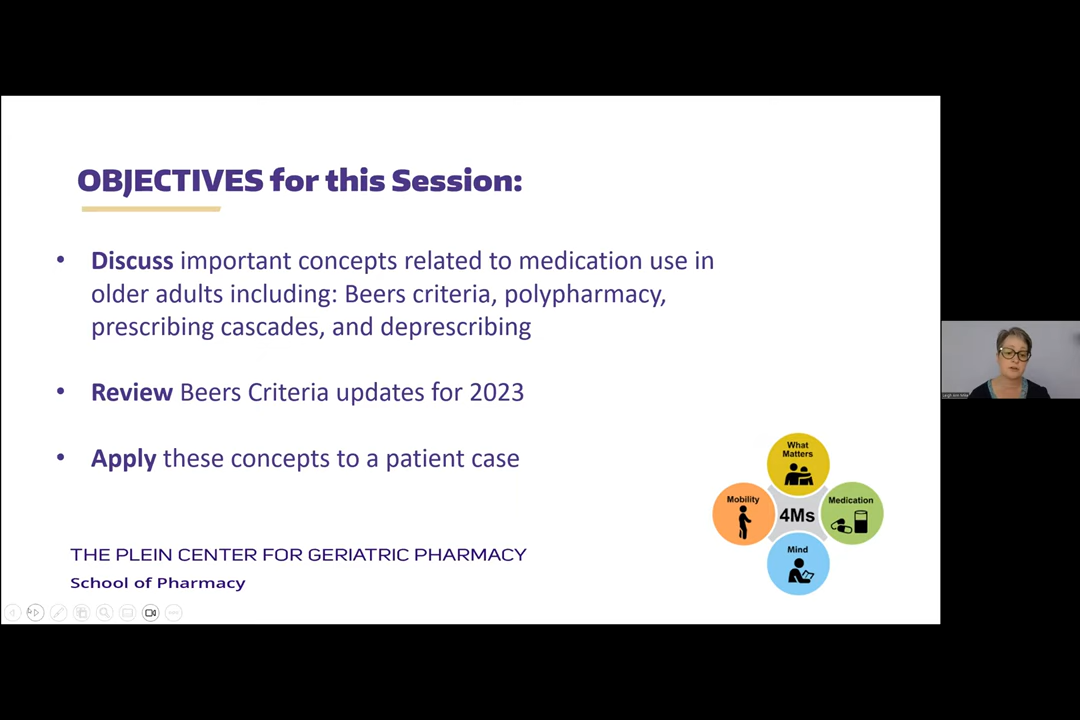 OBJECTIVES for this Session:
• Discuss important concepts related to medication use in
older adults including: Beers criteria, polypharmacy,
prescribing cascades, and deprescribing
• Review Beers Criteria updates for 2023
• Apply these concepts to a patient case
What
Matters
Mobility
4Ms
Medication
Mind
THE PLEIN CENTER FOR GERIATRIC PHARMACY
School of Pharmacy